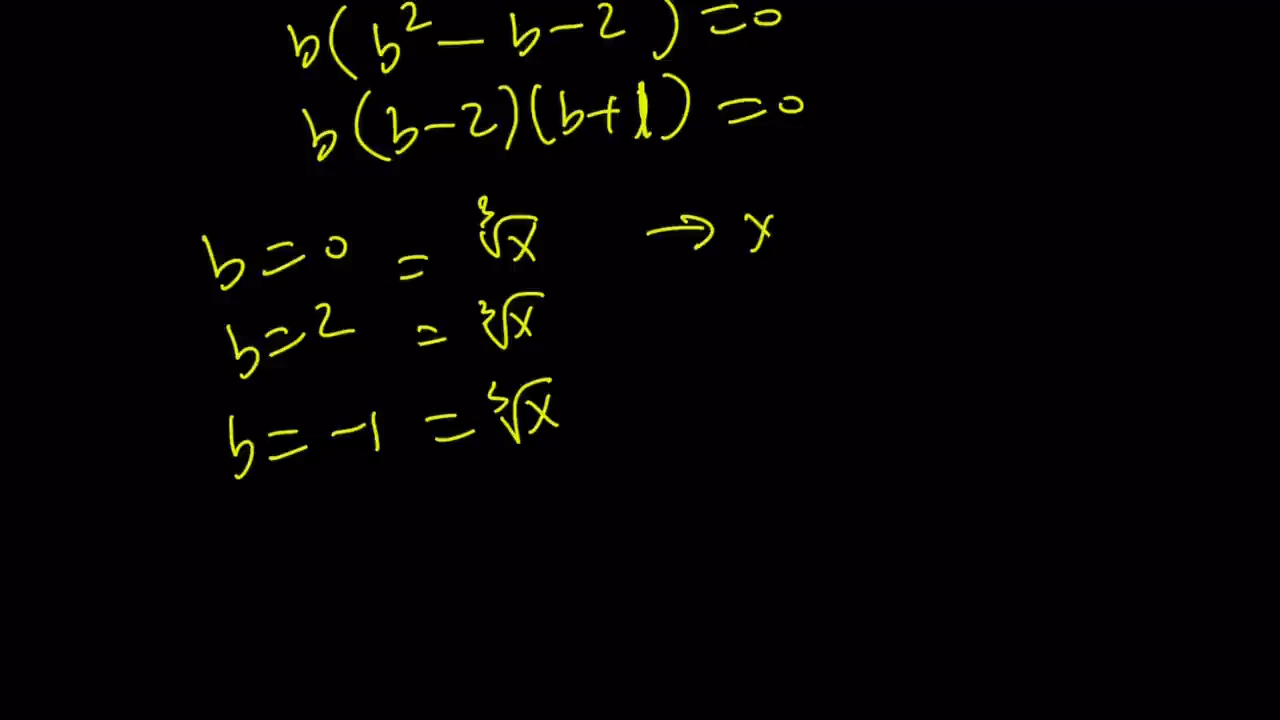 b(b² − b − 2) = 0
b(b − 2)(b + 1) = 0
b = 0 = ∛x → x
b = 2 = ∛x
b = −1 = ∛x